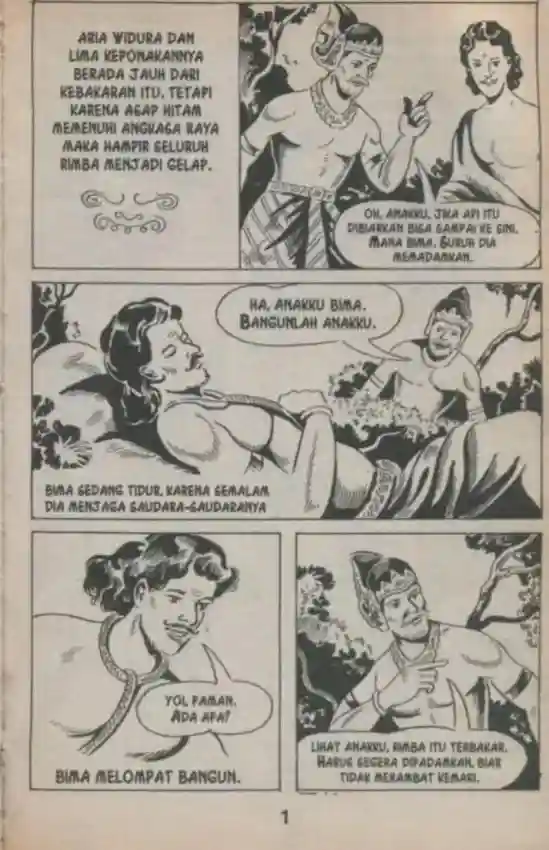 ARIA WIDURA DAN
LIMA KEPONAKANNYA
BERADA JAUH DARI
KEBAKARAN ITU. TETAPI
KARENA ASAP HITAM
MEMENUHI ANGKASA RAYA
MAKA HAMPIR SELURUH
RIMBA MENJADI GELAP.
OH, ANAKKU, JIKA API ITU
DIBIARKAN BISA SAMPAI KE SINI.
MANA BIMA. SURUH DIA
MEMADAMKAN.
HA, ANAKKU BIMA.
BANGUNLAH ANAKKU.
BIMA SEDANG TIDUR, KARENA SEMALAM
DIA MENJAGA SAUDARA-SAUDARANYA
YOI, PAMAN.
ADA APA?
BIMA MELOMPAT BANGUN.
LIHAT ANAKKU, RIMBA ITU TERBAKAR.
HARUS SEGERA DIPADAMKAN. BIAR
TIDAK MERAMBAT KEMARI.
1